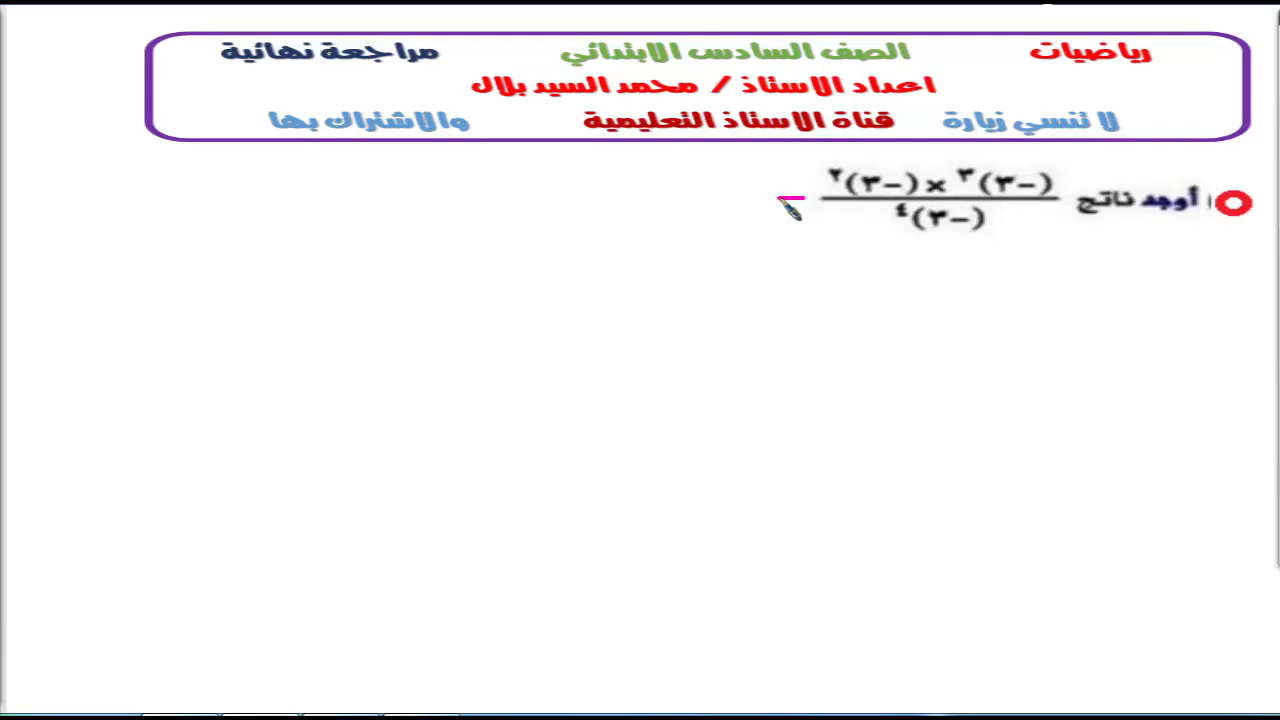 رياضيات الصف السادس الابتدائي مراجعة نهائية
اعداد الاستاذ / محمد السيد بلال
لا تنسي زيارة قناة الاستاذ التعليمية والاشتراك بها
أوجد ناتج (-٣)^٣ × (-٣)^٢ / (-٣)^٤